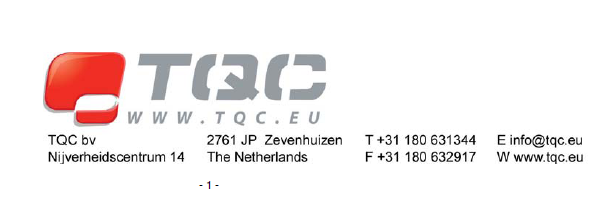 TQC
WWW.TQC.EU
TQC bv 2761 JP Zevenhuizen T +31 180 631344 E info@tqc.eu
Nijverheidscentrum 14 The Netherlands F +31 180 632917 W www.tqc.eu
- 1 -